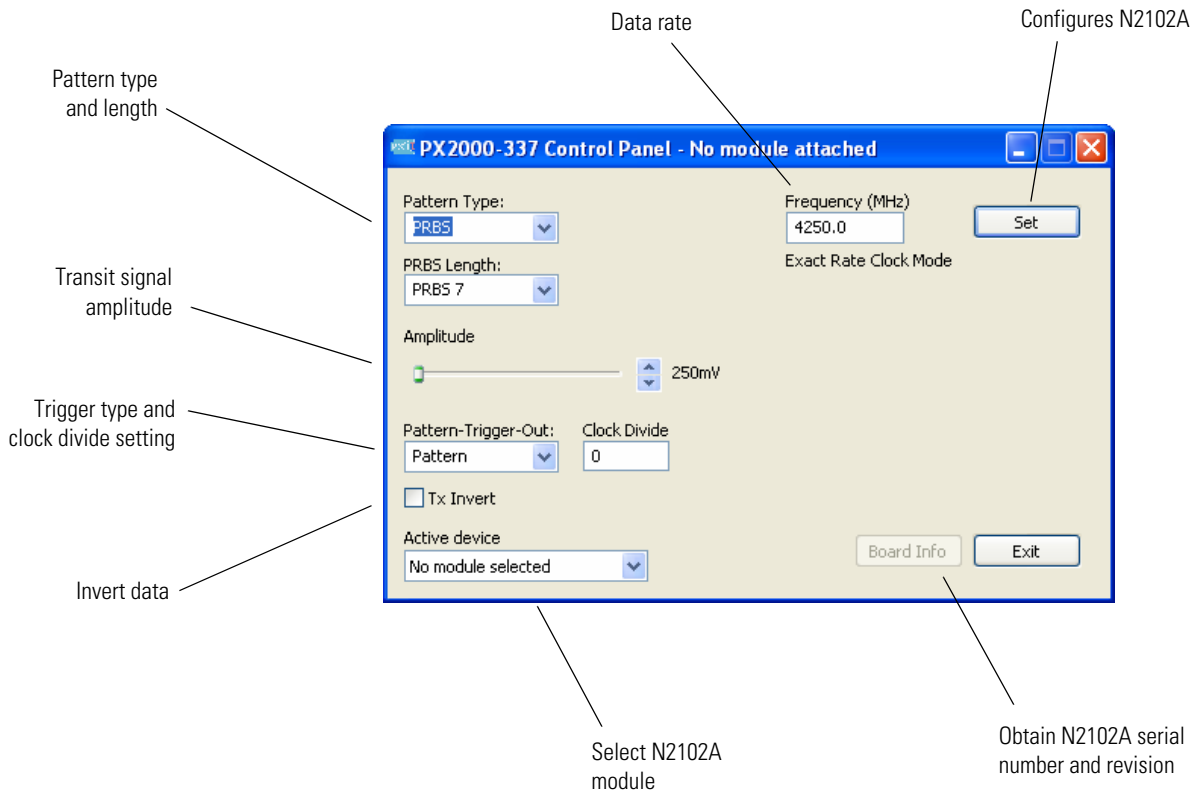 Data rate
Configures N2102A
Pattern type
and length
PX2000-337 Control Panel - No module attached
Pattern Type:
PRBS
Frequency (MHz)
4250.0
Set
Exact Rate Clock Mode
PRBS Length:
PRBS 7
Transit signal
amplitude
Amplitude
250mV
Trigger type and
clock divide setting
Pattern-Trigger-Out:
Clock Divide
Pattern
0
Tx Invert
Active device
No module selected
Board Info
Exit
Invert data
Select N2102A
module
Obtain N2102A serial
number and revision